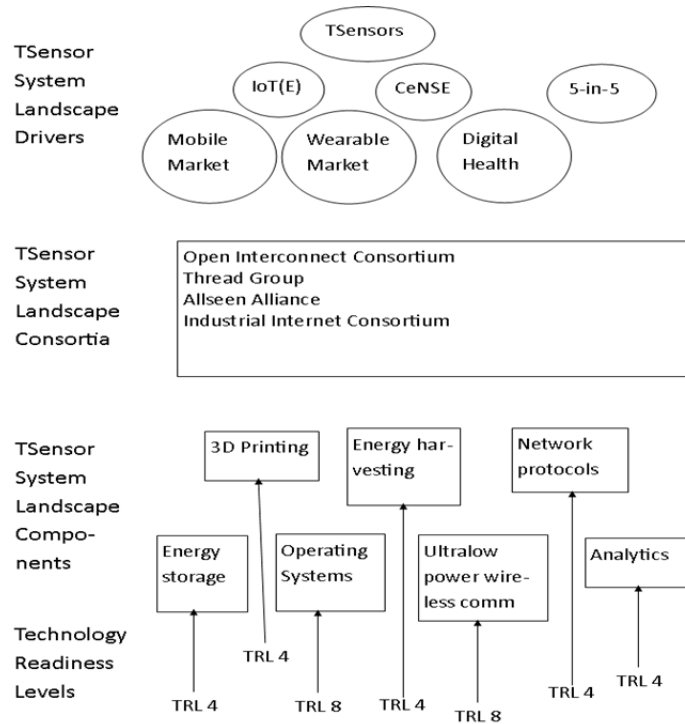 TSensors
TSensor
System
Landscape
Drivers
IoT(E)
CeNSE
5-in-5
Mobile
Market
Wearable
Market
Digital
Health
TSensor
System
Landscape
Consortia
Open Interconnect Consortium
Thread Group
Allseen Alliance
Industrial Internet Consortium
TSensor
System
Landscape
Compo-
nents
3D Printing
Energy har-
vesting
Network
protocols
Energy
storage
Operating
Systems
Ultralow
power wire-
less comm
Analytics
Technology
Readiness
Levels
TRL 4
TRL 4
TRL 8
TRL 4
TRL 8
TRL 4
TRL 4